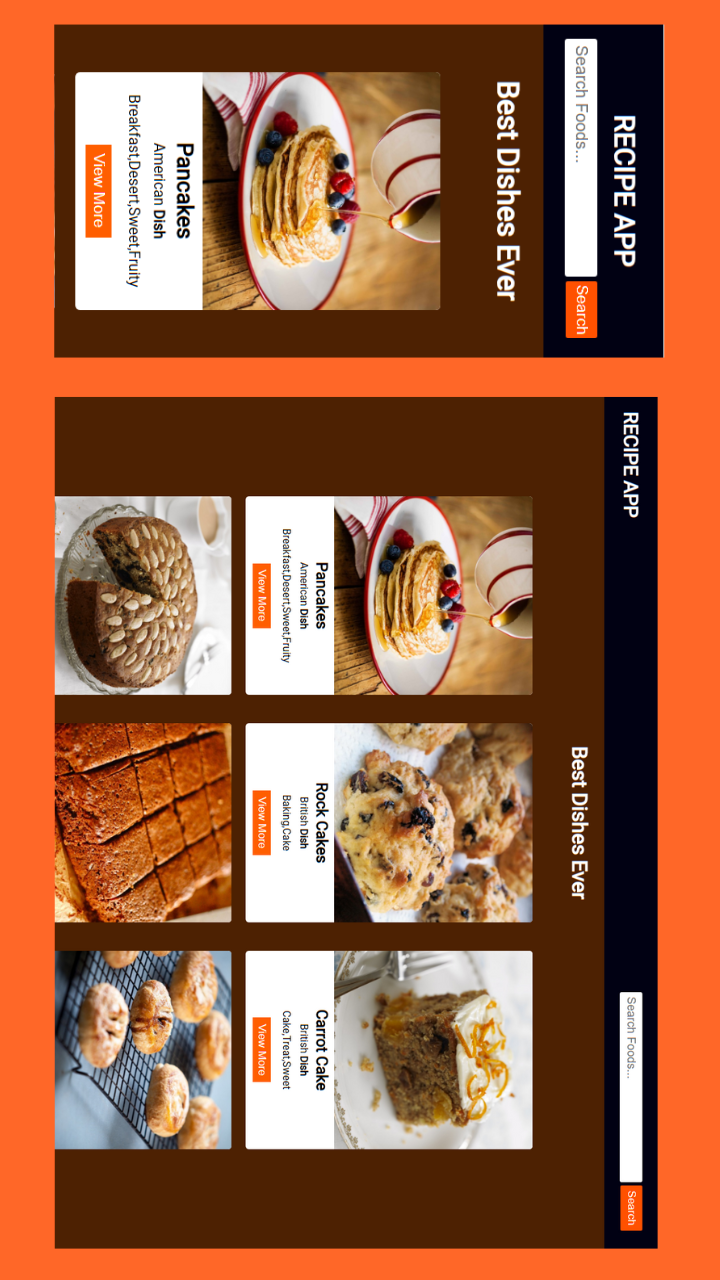 RECIPE APP
Search Foods...
Search
Best Dishes Ever
Pancakes
American Dish
Breakfast,Desert,Sweet,Fruity
View More
RECIPE APP
Search Foods...
Search
Best Dishes Ever
Pancakes
American Dish
Breakfast,Desert,Sweet,Fruity
View More
Rock Cakes
British Dish
Baking,Cake
View More
Carrot Cake
British Dish
Cake,Treat,Sweet
View More